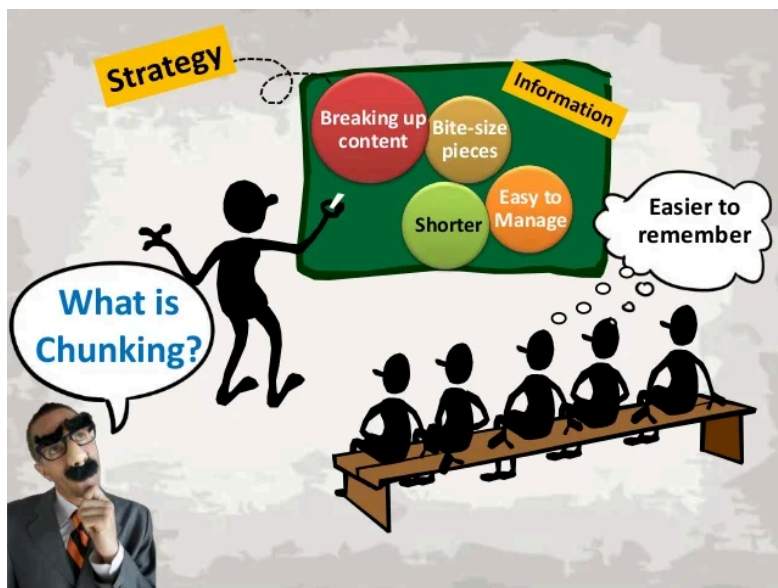 Strategy
Information
Breaking up
content
Bite-size
pieces
Shorter
Easy to
Manage
Easier to
remember
What is
Chunking?